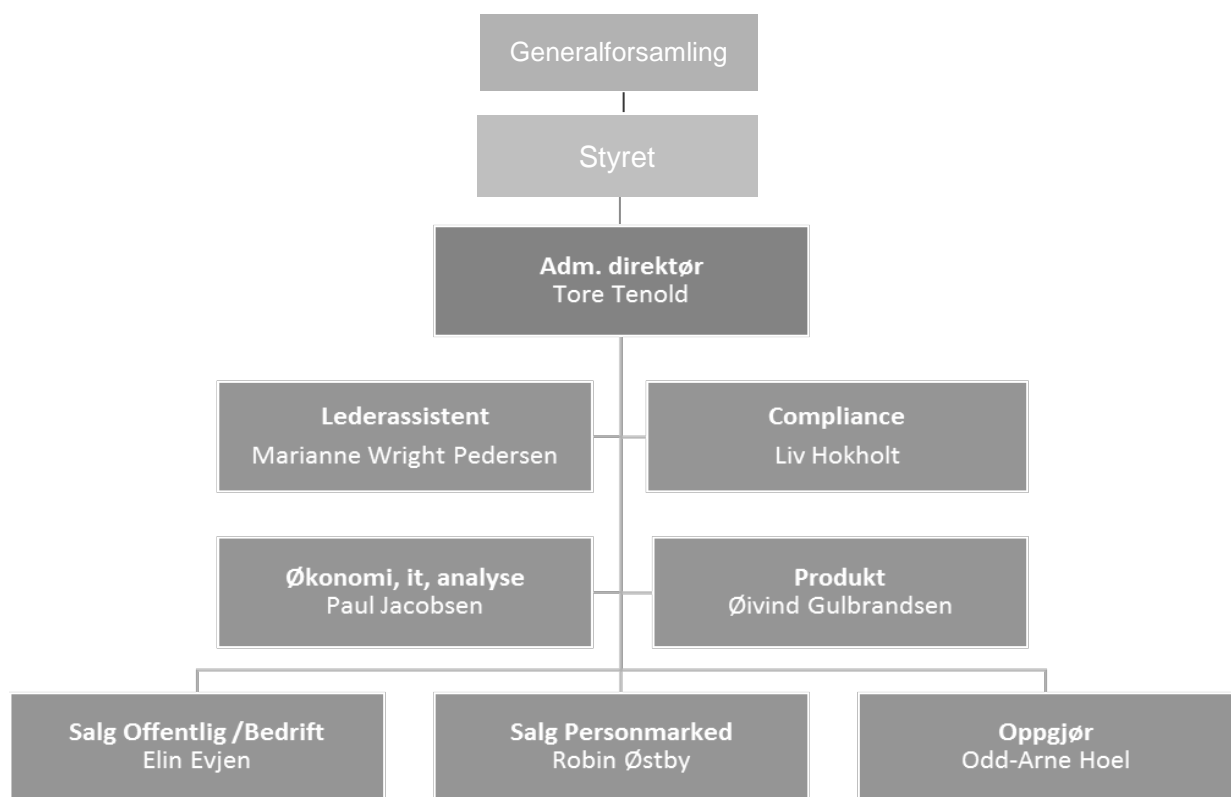 Generalforsamling
Styret
Adm. direktør
Tore Tenold
Lederassistent
Marianne Wright Pedersen
Compliance
Liv Hokholt
Økonomi, it, analyse
Paul Jacobsen
Produkt
Øivind Gulbrandsen
Salg Offentlig /Bedrift
Elin Evjen
Salg Personmarked
Robin Østby
Oppgjør
Odd-Arne Hoel